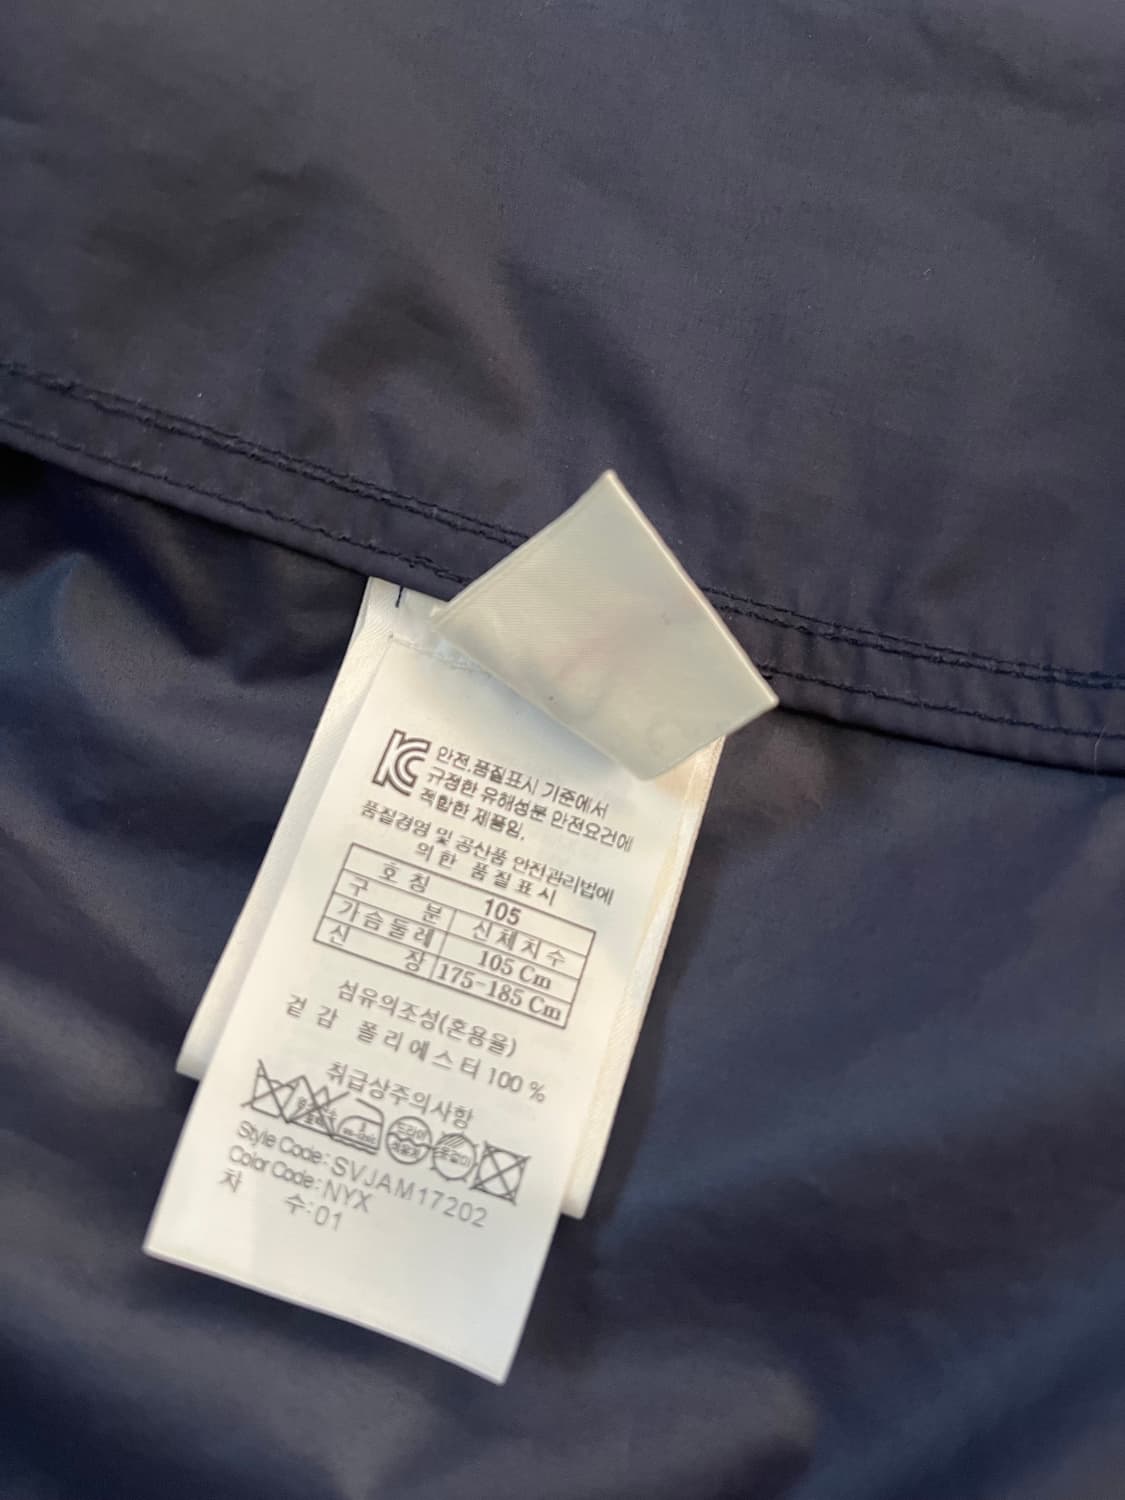 안전.품질표시 기준에서
규정한 유해성분 안전요건에
적합한 제품임.
품질경영 및 공산품 안전관리법에
의한 품질표시
호칭 105
구분 신체치수
가슴둘레 105 Cm
신장 175-185 Cm
섬유의조성(혼용율)
겉감 폴리에스터 100 %
취급상주의사항
드라이
Style Code: SVJAM17202
Color Code: NYX
차수: 01